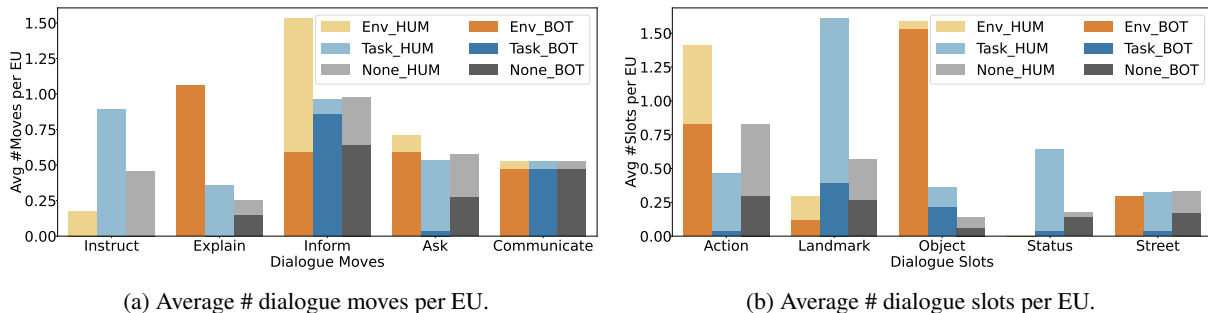 Avg #Moves per EU
1.50
1.25
1.00
0.75
0.50
0.25
0.00
Env_HUM Env_BOT
Task_HUM Task_BOT
None_HUM None_BOT
Instruct Explain Inform Ask Communicate
Dialogue Moves
(a) Average # dialogue moves per EU.
Avg #Slots per EU
1.50
1.25
1.00
0.75
0.50
0.25
0.00
Env_HUM Env_BOT
Task_HUM Task_BOT
None_HUM None_BOT
Action Landmark Object Status Street
Dialogue Slots
(b) Average # dialogue slots per EU.